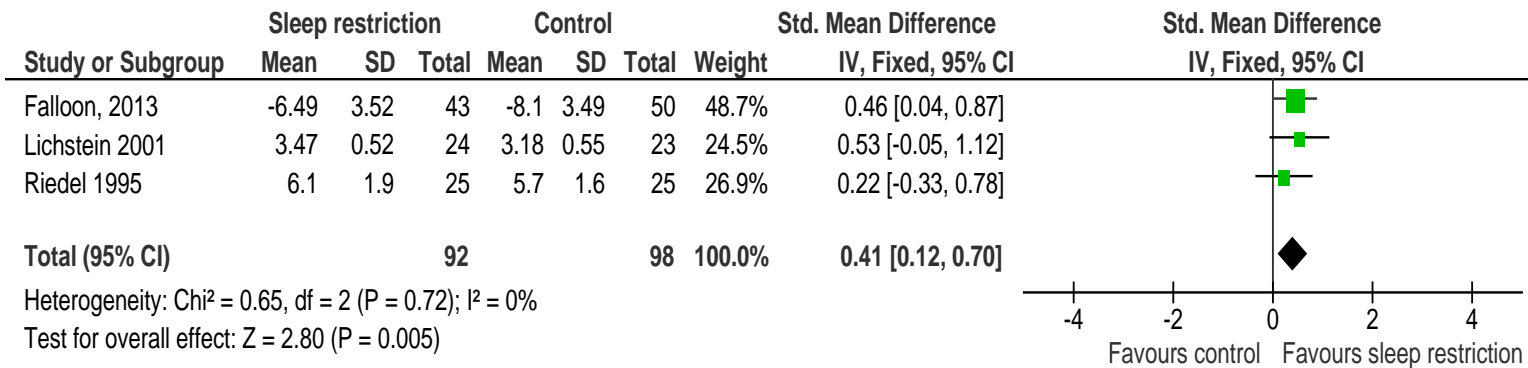 Sleep restriction Control Std. Mean Difference Std. Mean Difference
Study or Subgroup Mean SD Total Mean SD Total Weight IV, Fixed, 95% CI IV, Fixed, 95% CI
Falloon, 2013 -6.49 3.52 43 -8.1 3.49 50 48.7% 0.46 [0.04, 0.87]
Lichstein 2001 3.47 0.52 24 3.18 0.55 23 24.5% 0.53 [-0.05, 1.12]
Riedel 1995 6.1 1.9 25 5.7 1.6 25 26.9% 0.22 [-0.33, 0.78]
Total (95% CI) 92 98 100.0% 0.41 [0.12, 0.70]
Heterogeneity: Chi² = 0.65, df = 2 (P = 0.72); I² = 0%
Test for overall effect: Z = 2.80 (P = 0.005)
-4 -2 0 2 4
Favours control Favours sleep restriction